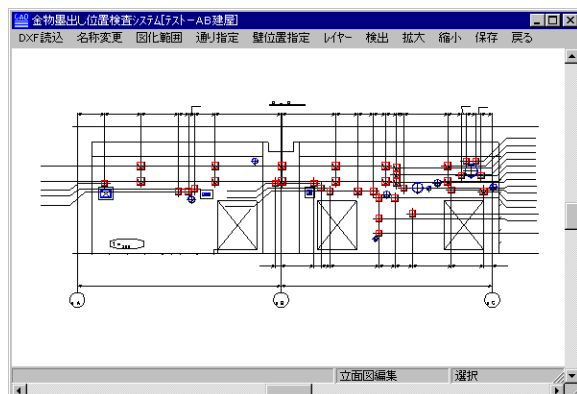 CAD 金物墨出し位置検査システム[テスト－AB建屋]
DXF読込 名称変更 図化範囲 通り指定 壁位置指定 レイヤー 検出 拡大 縮小 保存 戻る
A B C
立面図編集 選択